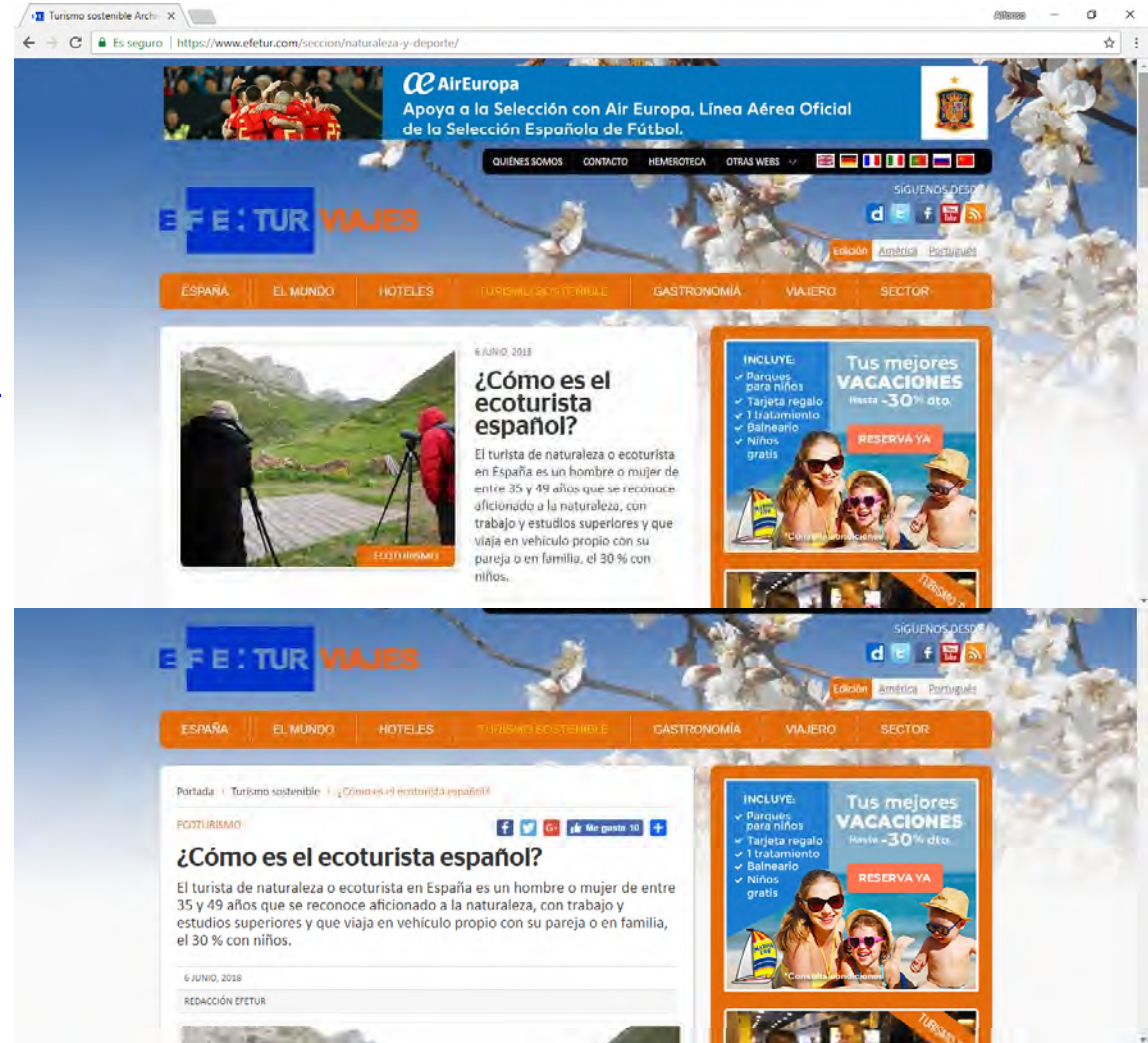 Turismo sostenible Archi
Alfonso
Es seguro | https://www.efetur.com/seccion/naturaleza-y-deporte/
AirEuropa
Apoya a la Selección con Air Europa, Línea Aérea Oficial
de la Selección Española de Fútbol.
QUIÉNES SOMOS CONTACTO HEMEROTECA OTRAS WEBS
SÍGUENOS DESDE
d t f You Tube
EFE:TUR VIAJES
Edición América Portugués
ESPAÑA EL MUNDO HOTELES TURISMO SOSTENIBLE GASTRONOMÍA VIAJERO SECTOR
6 JUNIO, 2018
¿Cómo es el
ecoturista
español?
El turista de naturaleza o ecoturista
en España es un hombre o mujer de
entre 35 y 49 años que se reconoce
aficionado a la naturaleza, con
trabajo y estudios superiores y que
viaja en vehículo propio con su
pareja o en familia, el 30 % con
niños.
ECOTURISMO
INCLUYE:
Parques
para niños
Tarjeta regalo
1 tratamiento
Balneario
Niños
gratis
Tus mejores
VACACIONES
Hasta -30% dto.
RESERVA YA
*Consulta condiciones
TURISMO
SÍGUENOS DESDE
d t f You Tube
EFE:TUR VIAJES
Edición América Portugués
ESPAÑA EL MUNDO HOTELES TURISMO SOSTENIBLE GASTRONOMÍA VIAJERO SECTOR
Portada Turismo sostenible ¿Cómo es el ecoturista español?
ECOTURISMO
f G+ Me gusta 10 +
¿Cómo es el ecoturista español?
El turista de naturaleza o ecoturista en España es un hombre o mujer de entre
35 y 49 años que se reconoce aficionado a la naturaleza, con trabajo y
estudios superiores y que viaja en vehículo propio con su pareja o en familia,
el 30 % con niños.
6 JUNIO, 2018
REDACCIÓN EFETUR
INCLUYE:
Parques
para niños
Tarjeta regalo
1 tratamiento
Balneario
Niños
gratis
Tus mejores
VACACIONES
Hasta -30% dto.
RESERVA YA
*Consulta condiciones
TURISMO